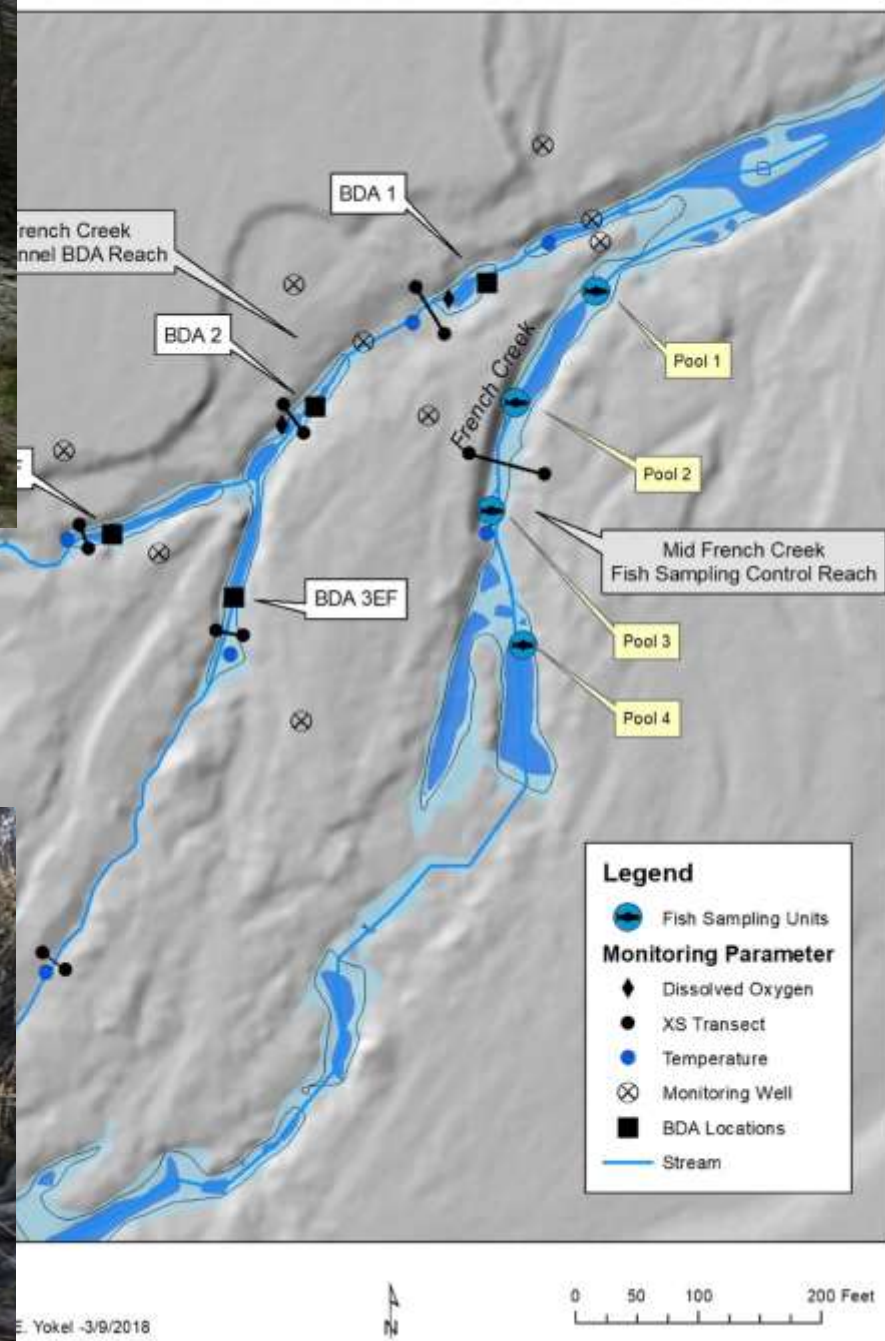 BDA 1
rench Creek
nnel BDA Reach
BDA 2
Pool 1
French Creek
Pool 2
F
Mid French Creek
Fish Sampling Control Reach
BDA 3EF
Pool 3
Pool 4
Legend
Fish Sampling Units
Monitoring Parameter
Dissolved Oxygen
XS Transect
Temperature
Monitoring Well
BDA Locations
Stream
E. Yokel -3/9/2018
N
0 50 100 200 Feet